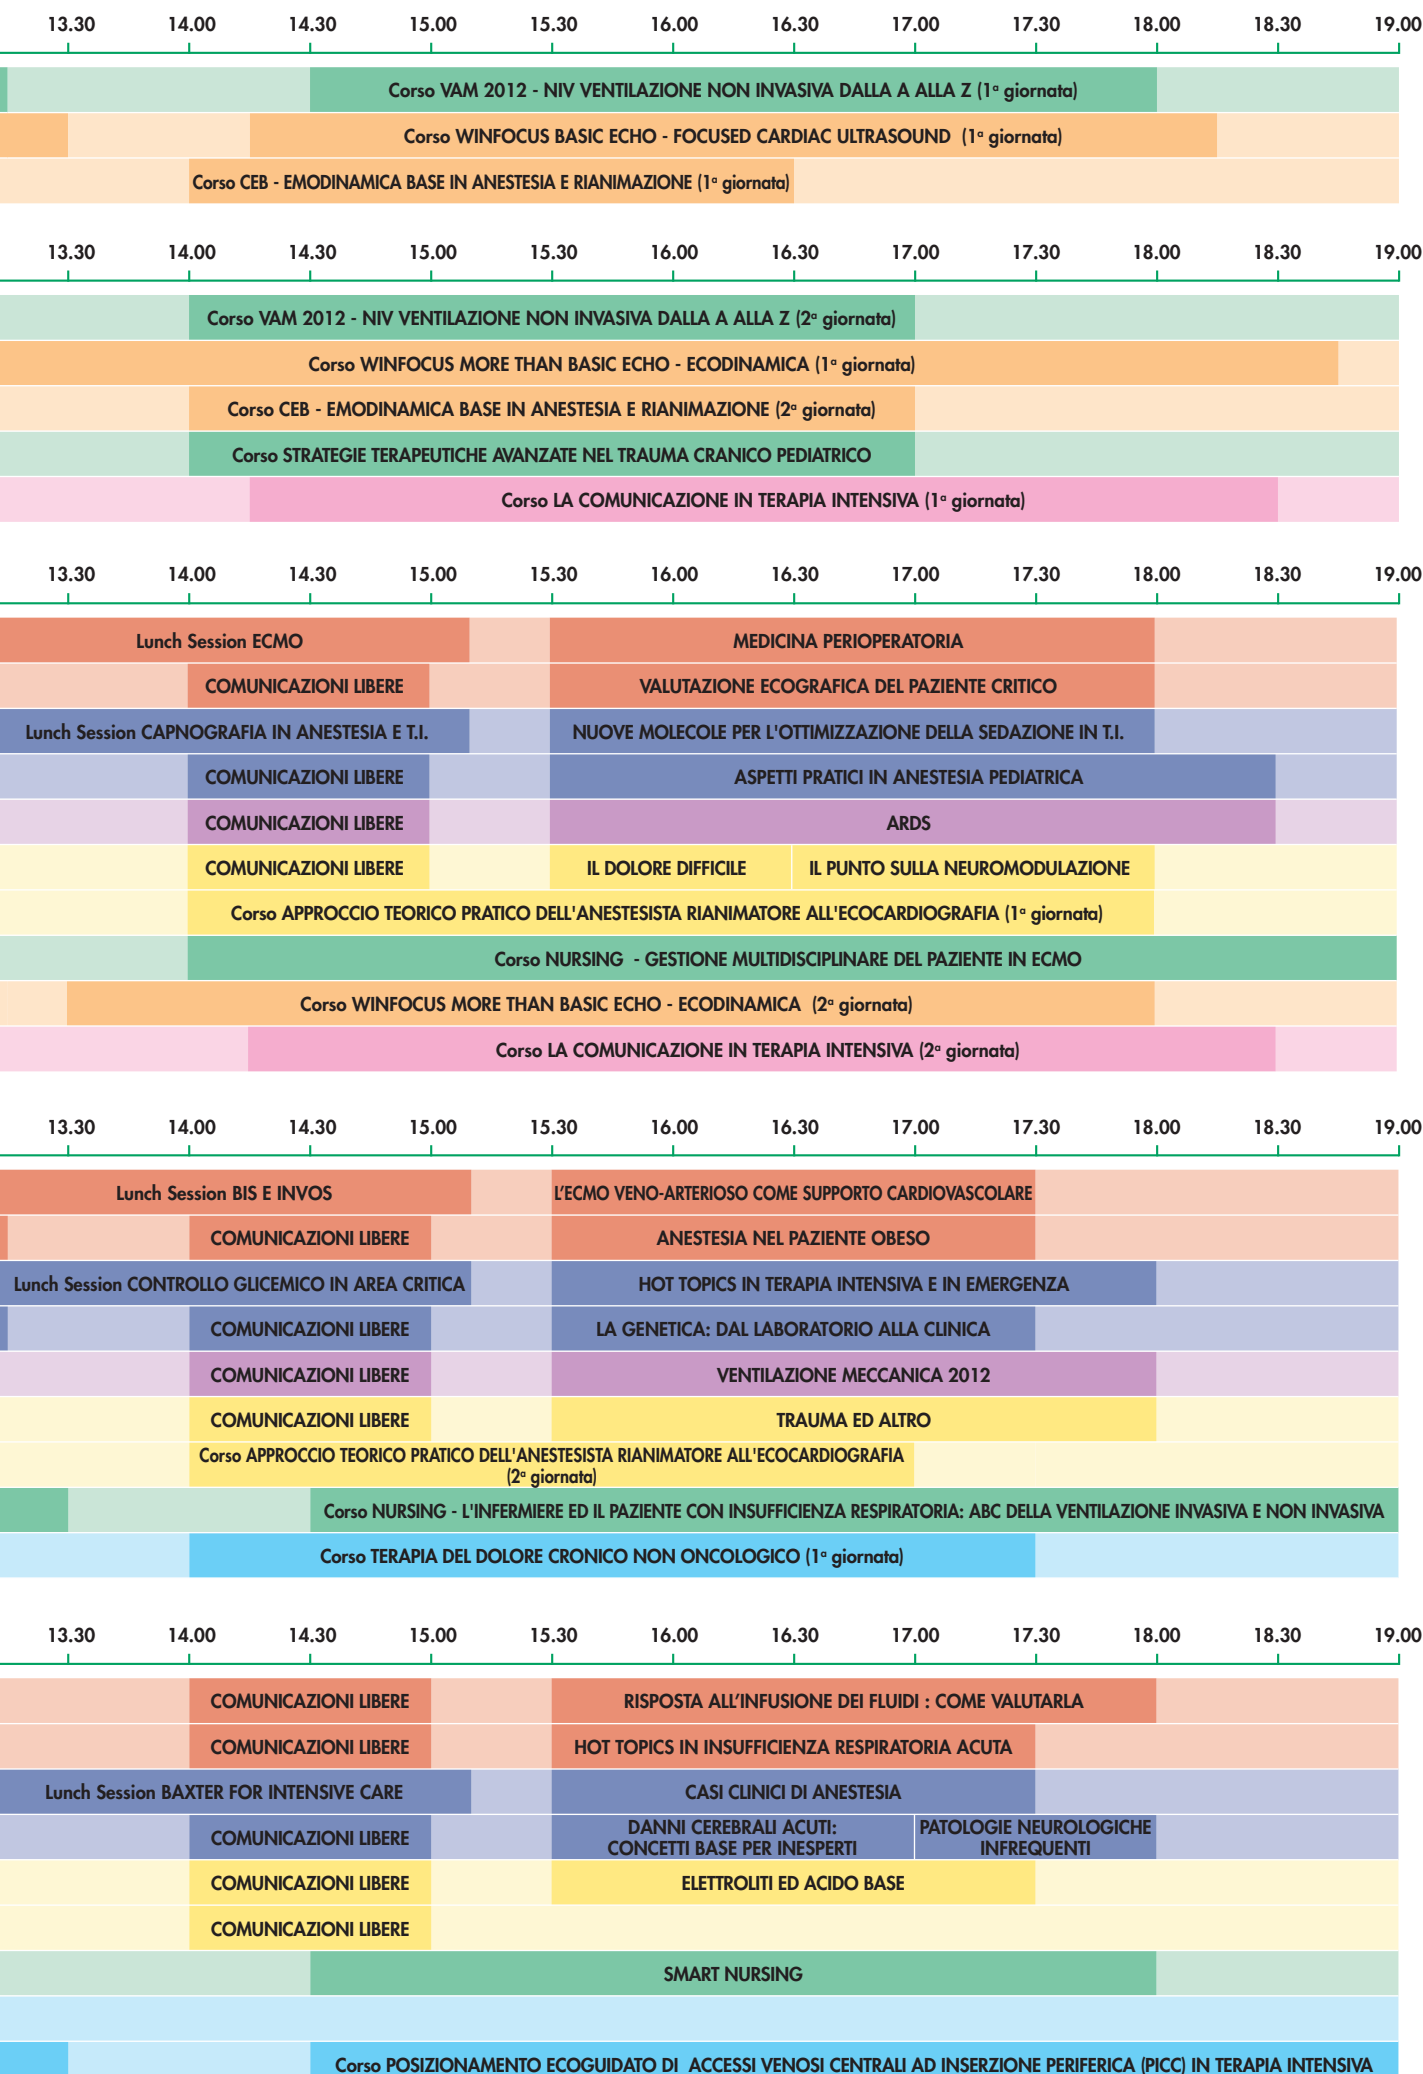 13.30 14.00 14.30 15.00 15.30 16.00 16.30 17.00 17.30 18.00 18.30 19.00
Corso VAM 2012 - NIV VENTILAZIONE NON INVASIVA DALLA A ALLA Z (1ª giornata)
Corso WINFOCUS BASIC ECHO - FOCUSED CARDIAC ULTRASOUND (1ª giornata)
Corso CEB - EMODINAMICA BASE IN ANESTESIA E RIANIMAZIONE (1ª giornata)
13.30 14.00 14.30 15.00 15.30 16.00 16.30 17.00 17.30 18.00 18.30 19.00
Corso VAM 2012 - NIV VENTILAZIONE NON INVASIVA DALLA A ALLA Z (2ª giornata)
Corso WINFOCUS MORE THAN BASIC ECHO - ECODINAMICA (1ª giornata)
Corso CEB - EMODINAMICA BASE IN ANESTESIA E RIANIMAZIONE (2ª giornata)
Corso STRATEGIE TERAPEUTICHE AVANZATE NEL TRAUMA CRANICO PEDIATRICO
Corso LA COMUNICAZIONE IN TERAPIA INTENSIVA (1ª giornata)
13.30 14.00 14.30 15.00 15.30 16.00 16.30 17.00 17.30 18.00 18.30 19.00
Lunch Session ECMO MEDICINA PERIOPERATORIA
COMUNICAZIONI LIBERE VALUTAZIONE ECOGRAFICA DEL PAZIENTE CRITICO
Lunch Session CAPNOGRAFIA IN ANESTESIA E T.I. NUOVE MOLECOLE PER L'OTTIMIZZAZIONE DELLA SEDAZIONE IN T.I.
COMUNICAZIONI LIBERE ASPETTI PRATICI IN ANESTESIA PEDIATRICA
COMUNICAZIONI LIBERE ARDS
COMUNICAZIONI LIBERE IL DOLORE DIFFICILE IL PUNTO SULLA NEUROMODULAZIONE
Corso APPROCCIO TEORICO PRATICO DELL'ANESTESISTA RIANIMATORE ALL'ECOCARDIOGRAFIA (1ª giornata)
Corso NURSING - GESTIONE MULTIDISCIPLINARE DEL PAZIENTE IN ECMO
Corso WINFOCUS MORE THAN BASIC ECHO - ECODINAMICA (2ª giornata)
Corso LA COMUNICAZIONE IN TERAPIA INTENSIVA (2ª giornata)
13.30 14.00 14.30 15.00 15.30 16.00 16.30 17.00 17.30 18.00 18.30 19.00
Lunch Session BIS E INVOS L'ECMO VENO-ARTERIOSO COME SUPPORTO CARDIOVASCOLARE
COMUNICAZIONI LIBERE ANESTESIA NEL PAZIENTE OBESO
Lunch Session CONTROLLO GLICEMICO IN AREA CRITICA HOT TOPICS IN TERAPIA INTENSIVA E IN EMERGENZA
COMUNICAZIONI LIBERE LA GENETICA: DAL LABORATORIO ALLA CLINICA
COMUNICAZIONI LIBERE VENTILAZIONE MECCANICA 2012
COMUNICAZIONI LIBERE TRAUMA ED ALTRO
Corso APPROCCIO TEORICO PRATICO DELL'ANESTESISTA RIANIMATORE ALL'ECOCARDIOGRAFIA
(2ª giornata)
Corso NURSING - L'INFERMIERE ED IL PAZIENTE CON INSUFFICIENZA RESPIRATORIA: ABC DELLA VENTILAZIONE INVASIVA E NON INVASIVA
Corso TERAPIA DEL DOLORE CRONICO NON ONCOLOGICO (1ª giornata)
13.30 14.00 14.30 15.00 15.30 16.00 16.30 17.00 17.30 18.00 18.30 19.00
COMUNICAZIONI LIBERE RISPOSTA ALL'INFUSIONE DEI FLUIDI : COME VALUTARLA
COMUNICAZIONI LIBERE HOT TOPICS IN INSUFFICIENZA RESPIRATORIA ACUTA
Lunch Session BAXTER FOR INTENSIVE CARE CASI CLINICI DI ANESTESIA
COMUNICAZIONI LIBERE DANNI CEREBRALI ACUTI: PATOLOGIE NEUROLOGICHE
CONCETTI BASE PER INESPERTI INFREQUENTI
COMUNICAZIONI LIBERE ELETTROLITI ED ACIDO BASE
COMUNICAZIONI LIBERE
SMART NURSING
Corso POSIZIONAMENTO ECOGUIDATO DI ACCESSI VENOSI CENTRALI AD INSERZIONE PERIFERICA (PICC) IN TERAPIA INTENSIVA